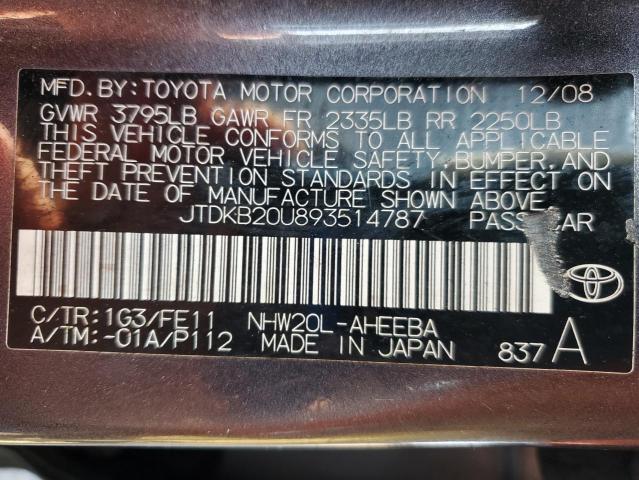 MFD. BY: TOYOTA MOTOR CORPORATION 12/08
GVWR 3795LB GAWR FR 2335LB RR 2250LB
THIS VEHICLE CONFORMS TO ALL APPLICABLE
FEDERAL MOTOR VEHICLE SAFETY, BUMPER, AND
THEFT PREVENTION STANDARDS IN EFFECT ON
THE DATE OF MANUFACTURE SHOWN ABOVE.
JTDKB20U893514787 PASS. CAR
C/TR: 1G3/FE11 NHW20L-AHEEBA
A/TM: -01A/P112 MADE IN JAPAN 837 A